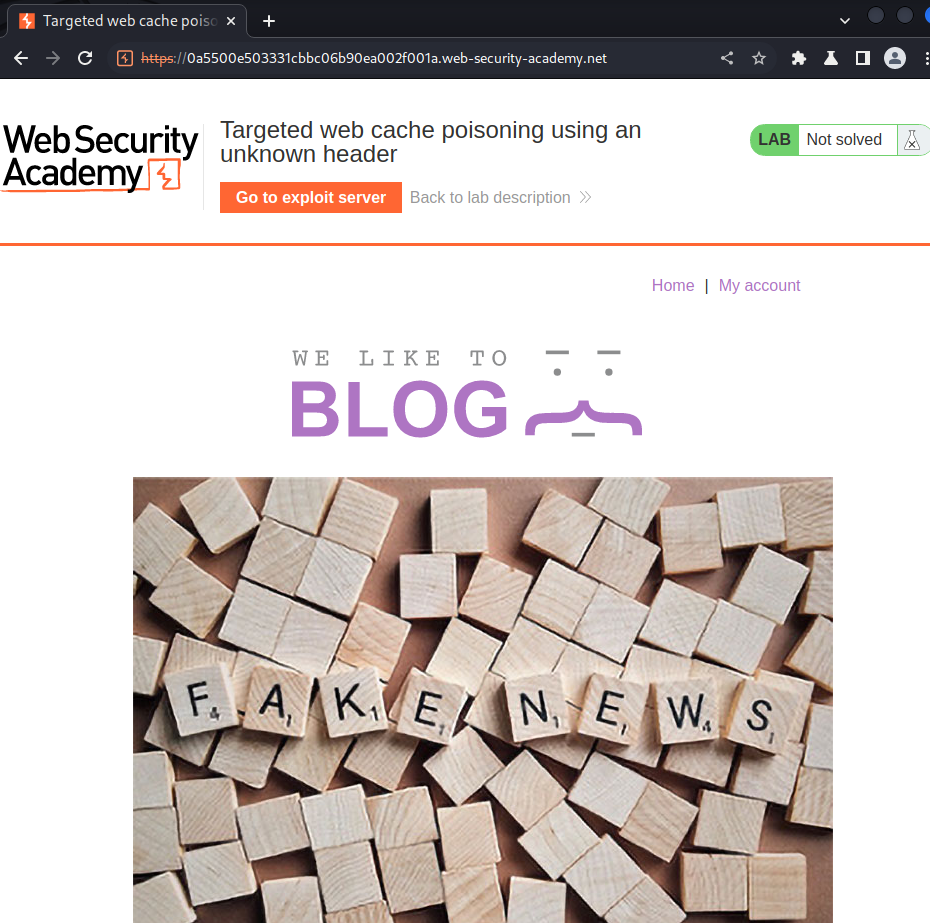 Targeted web cache poiso
https://0a5500e503331cbbc06b90ea002f001a.web-security-academy.net
Web Security
Academy
Targeted web cache poisoning using an
unknown header
LAB Not solved
Go to exploit server Back to lab description
Home | My account
WE LIKE TO
BLOG
FAKE NEWS